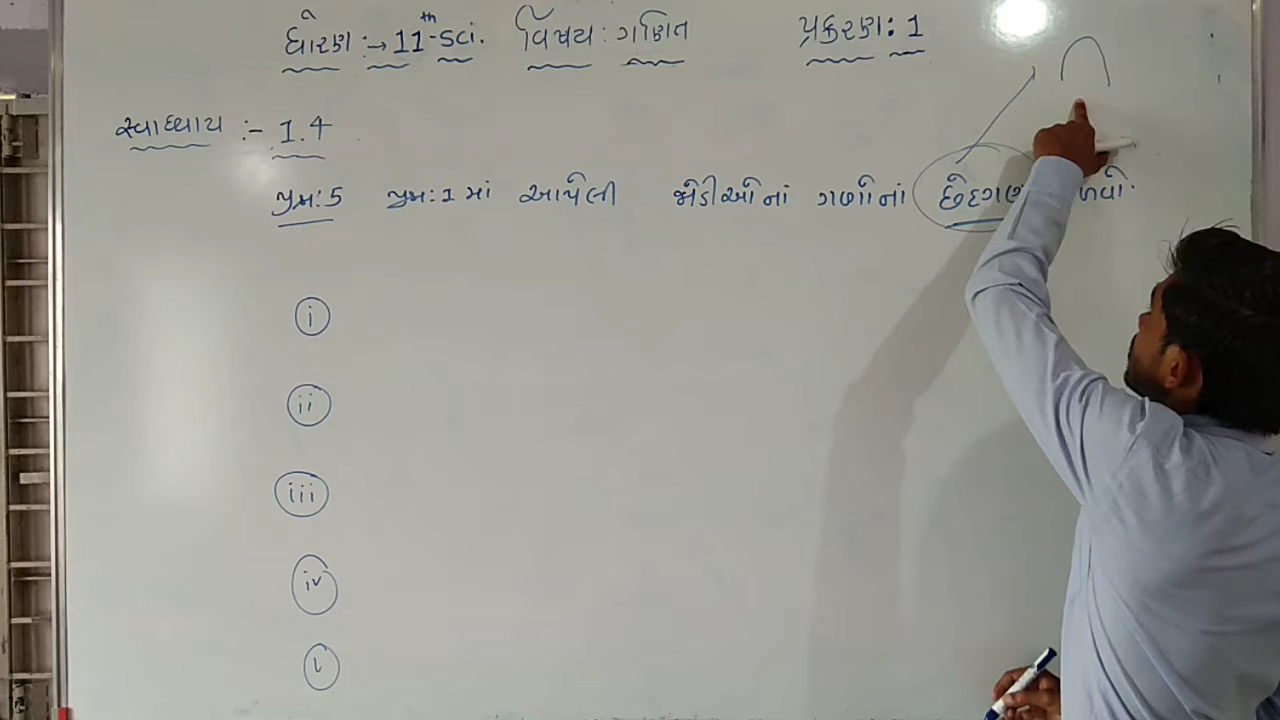 ધોરણ :→ 11th-Sci. વિષય : ગણિત પ્રકરણ : 1
સ્વાધ્યાય :- 1.4
પ્રશ્ન: 5 પ્રશ્ન: 1 માં આપેલી જોડીઓનાં ગણોનાં છેદગણ
i
ii
iii
iv
v
∩